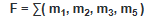 F = ∑( m₁, m₂, m₃, m₅ )